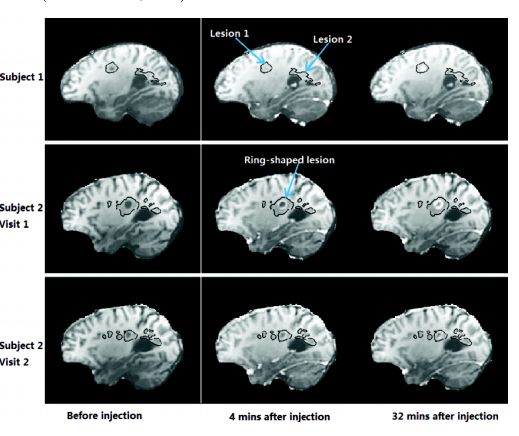 Subject 1
Lesion 1
Lesion 2
Subject 2
Visit 1
Ring-shaped lesion
Subject 2
Visit 2
Before injection
4 mins after injection
32 mins after injection